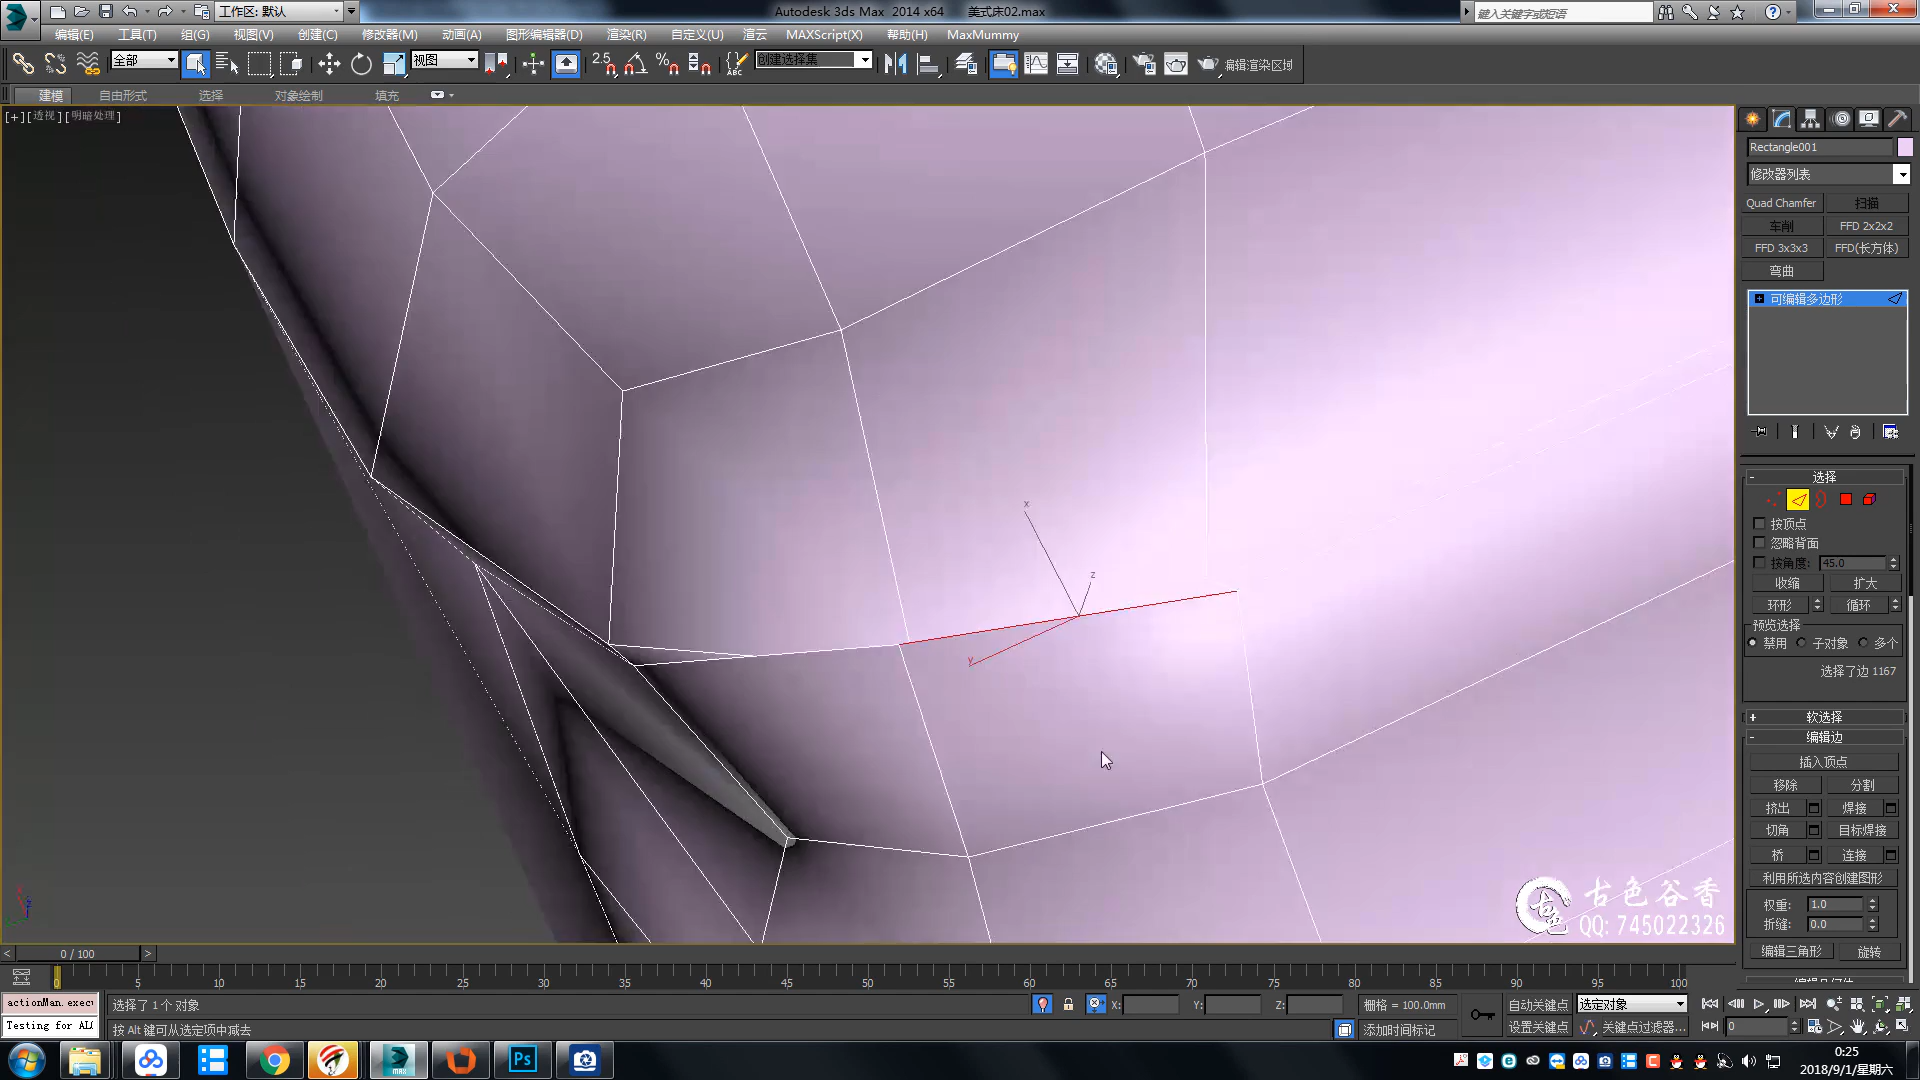 工作区: 默认
Autodesk 3ds Max 2014 x64 美式床02.max
键入关键字或短语
编辑(E) 工具(T) 组(G) 视图(V) 创建(C) 修改器(M) 动画(A) 图形编辑器(D) 渲染(R) 自定义(U) 渲云 MAXScript(X) 帮助(H) MaxMummy
全部 视图 2.5 创建选择集 编辑渲染区域
建模 自由形式 选择 对象绘制 填充
[+][透视][明暗处理]
x
z
y
Rectangle001
修改器列表
Quad Chamfer 扫描
车削 FFD 2x2x2
FFD 3x3x3 FFD(长方体)
弯曲
可编辑多边形
选择
按顶点
忽略背面
按角度: 45.0
收缩 扩大
环形 循环
预览选择
禁用 子对象 多个
选择了边 1167
软选择
编辑边
插入顶点
移除 分割
挤出 焊接
切角 目标焊接
桥 连接
利用所选内容创建图形
权重: 1.0
折缝: 0.0
编辑三角形 旋转
古色谷香
QQ: 745022326
0 / 100
0 5 10 15 20 25 30 35 40 45 50 55 60 65 70 75 80 85 90 95 100
actionMan.execu
选择了 1 个 对象
X: Y: Z: 栅格 = 100.0mm
自动关键点 选定对象
Testing for ALL
按 Alt 键可从选定项中减去
添加时间标记
设置关键点 关键点过滤器...
0
MAX
Ps
0:25
2018/9/1/星期六